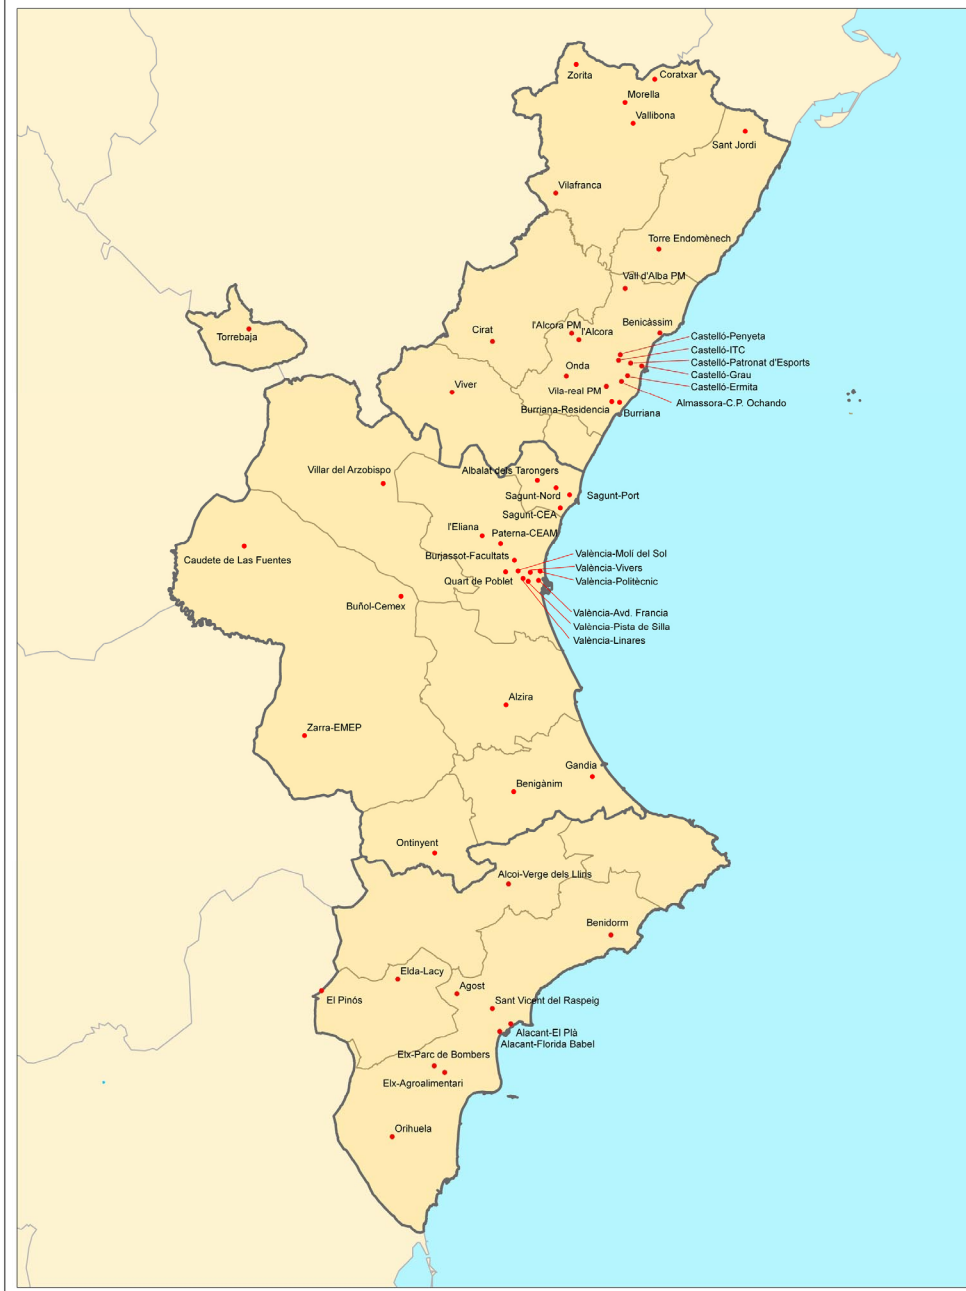 Zorita
Coratxar
Morella
Vallibona
Sant Jordi
Vilafranca
Torre Endomènech
Vall d'Alba PM
Torrebaja
l'Alcora PM
l'Alcora
Benicàssim
Cirat
Castelló-Penyeta
Castelló-ITC
Castelló-Patronat d'Esports
Castelló-Grau
Castelló-Ermita
Almassora-C.P. Ochando
Onda
Viver
Vila-real PM
Burriana-Residencia
Burriana
Villar del Arzobispo
Albalat dels Tarongers
Sagunt-Nord
Sagunt-Port
Sagunt-CEA
l'Eliana
Paterna-CEAM
Caudete de Las Fuentes
Burjassot-Facultats
València-Molí del Sol
València-Vivers
València-Politècnic
Quart de Poblet
Buñol-Cemex
València-Avd. Francia
València-Pista de Silla
València-Linares
Alzira
Zarra-EMEP
Gandia
Benigànim
Ontinyent
Alcoi-Verge dels Lliris
Benidorm
Elda-Lacy
Agost
El Pinós
Sant Vicent del Raspeig
Alacant-El Plà
Alacant-Florida Babel
Elx-Parc de Bombers
Elx-Agroalimentari
Orihuela